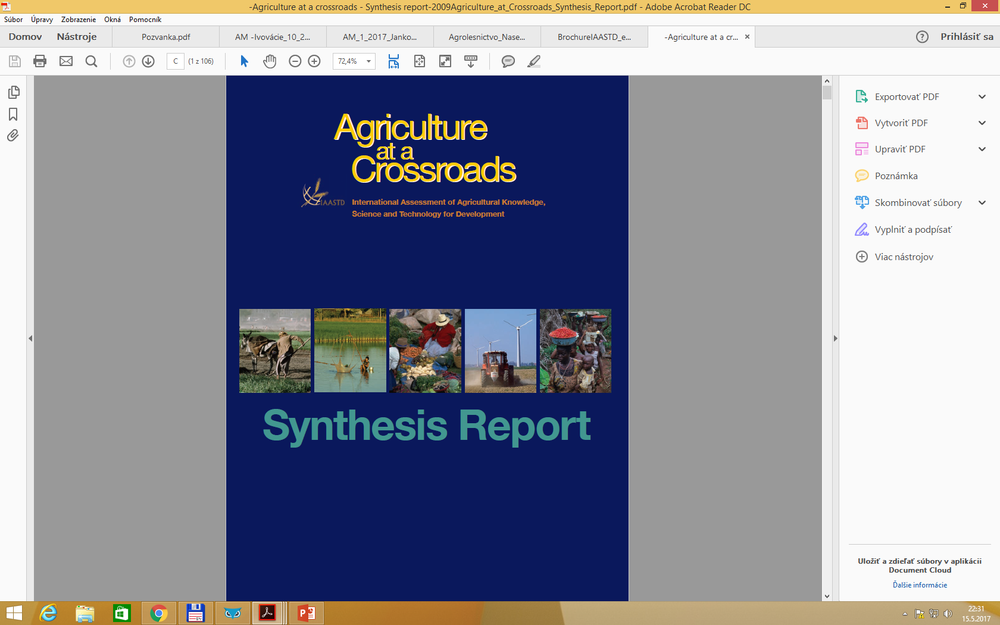 -Agriculture at a crossroads - Synthesis report-2009Agriculture_at_Crossroads_Synthesis_Report.pdf - Adobe Acrobat Reader DC
Súbor Úpravy Zobrazenie Okná Pomocník
Domov Nástroje Pozvanka.pdf AM -Ivovácie_10_2... AM_1_2017_Janko... Agrolesnictvo_Nase... BrochureIAASTD_e... -Agriculture at a cr... Prihlásiť sa
C (1 z 106) 72,4%
Agriculture
at a
Crossroads
IAASTD
International Assessment of Agricultural Knowledge,
Science and Technology for Development
Synthesis Report
Exportovať PDF
Vytvoriť PDF
Upraviť PDF
Poznámka
Skombinovať súbory
Vyplniť a podpísať
Viac nástrojov
Uložiť a zdieľať súbory v aplikácii
Document Cloud
Ďalšie informácie
64
22:31
15.5.2017